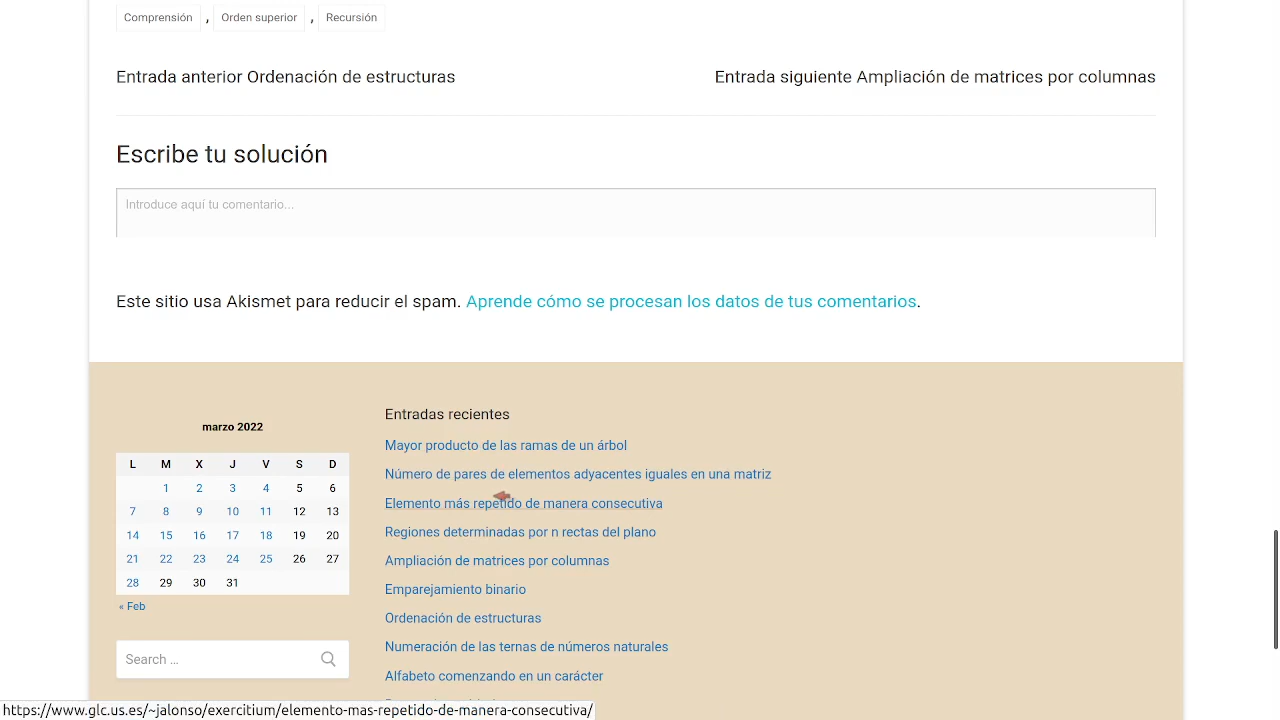 Comprensión , Orden superior , Recursión
Entrada anterior Ordenación de estructuras
Entrada siguiente Ampliación de matrices por columnas
Escribe tu solución
Introduce aquí tu comentario...
Este sitio usa Akismet para reducir el spam. Aprende cómo se procesan los datos de tus comentarios.
marzo 2022
L M X J V S D
1 2 3 4 5 6
7 8 9 10 11 12 13
14 15 16 17 18 19 20
21 22 23 24 25 26 27
28 29 30 31
« Feb
Search ...
Entradas recientes
Mayor producto de las ramas de un árbol
Número de pares de elementos adyacentes iguales en una matriz
Elemento más repetido de manera consecutiva
Regiones determinadas por n rectas del plano
Ampliación de matrices por columnas
Emparejamiento binario
Ordenación de estructuras
Numeración de las ternas de números naturales
Alfabeto comenzando en un carácter
https://www.glc.us.es/~jalonso/exercitium/elemento-mas-repetido-de-manera-consecutiva/